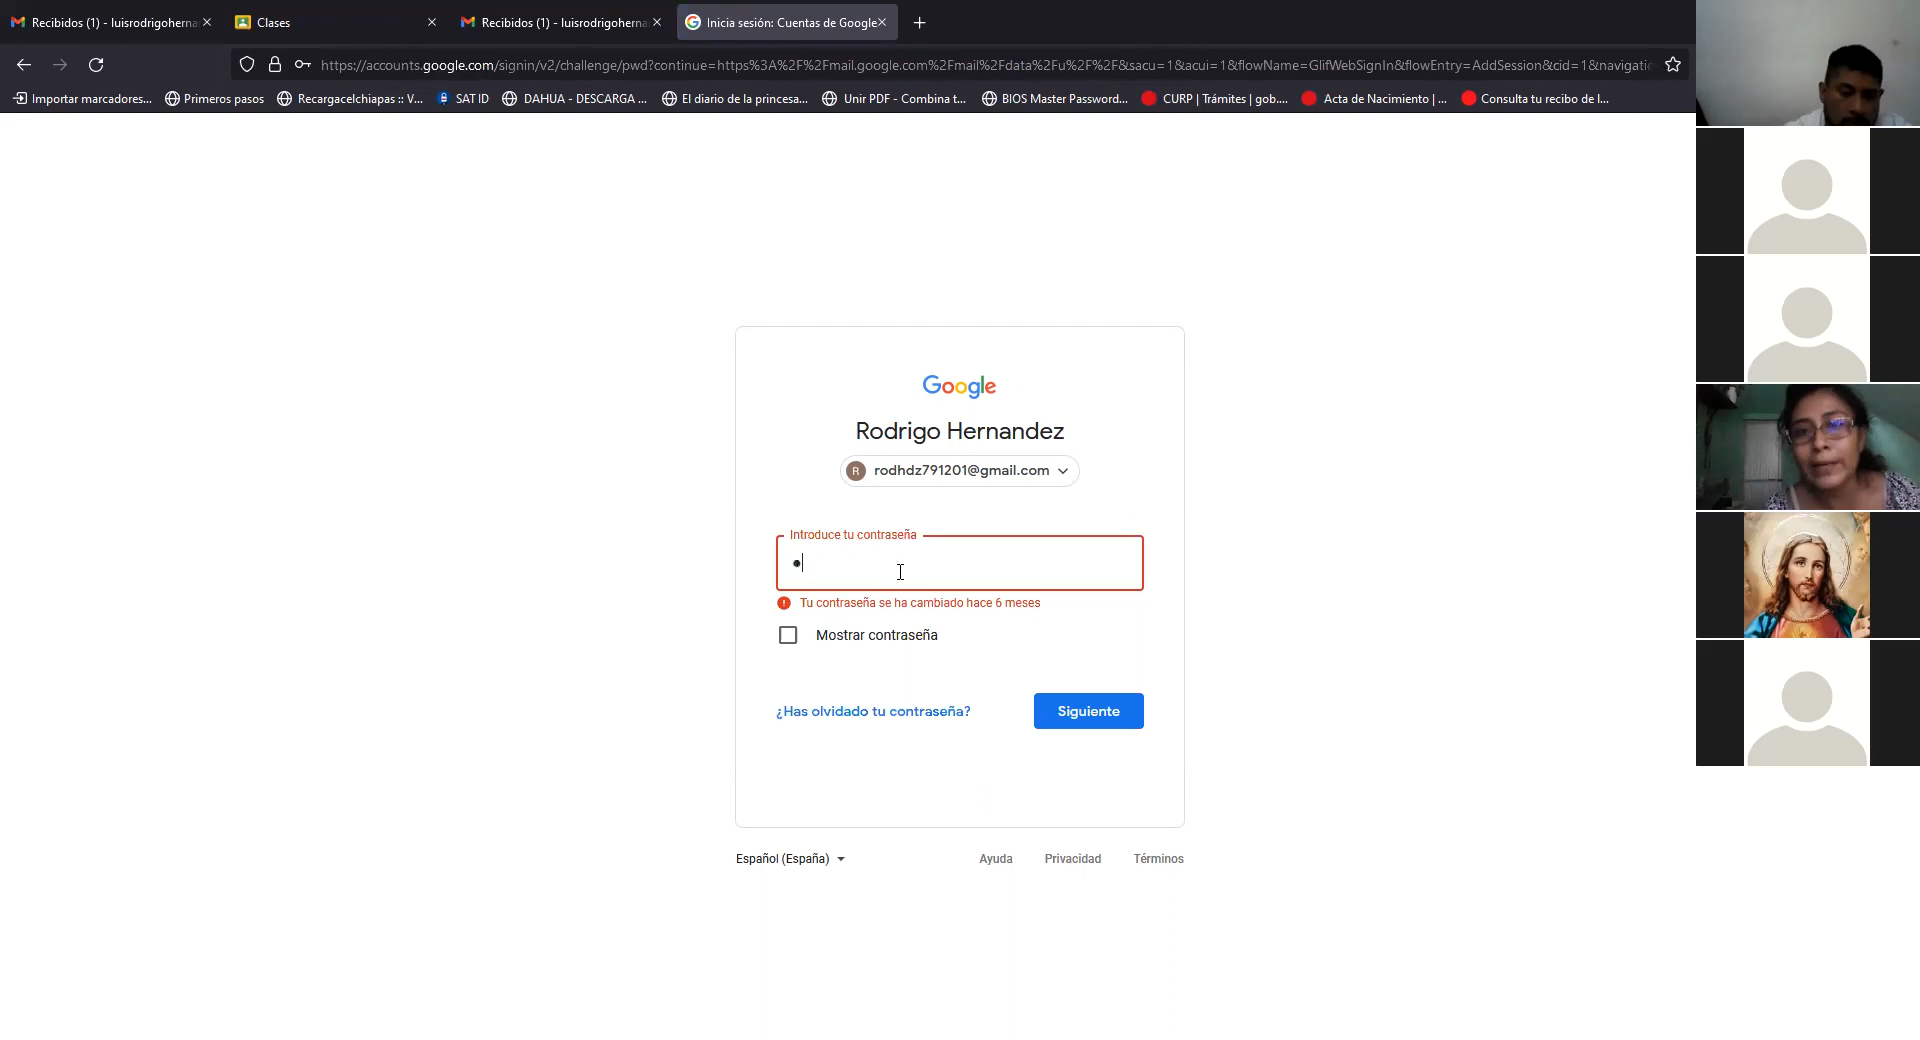 Recibidos (1) - luisrodrigoherna
Clases
Recibidos (1) - luisrodrigoherna
Inicia sesión: Cuentas de Google
https://accounts.google.com/signin/v2/challenge/pwd?continue=https%3A%2F%2Fmail.google.com%2Fmail%2Fdata%2Fu%2F%2F&sacu=1&acui=1&flowName=GlifWebSignIn&flowEntry=AddSession&cid=1&navigati
Importar marcadores... Primeros pasos Recargacelchiapas :: V... SAT ID DAHUA - DESCARGA ... El diario de la princesa... Unir PDF - Combina t... BIOS Master Password... CURP | Trámites | gob.... Acta de Nacimiento | ... Consulta tu recibo de l...
Google
Rodrigo Hernandez
R rodhdz791201@gmail.com
Introduce tu contraseña
Tu contraseña se ha cambiado hace 6 meses
Mostrar contraseña
¿Has olvidado tu contraseña? Siguiente
Español (España) Ayuda Privacidad Términos